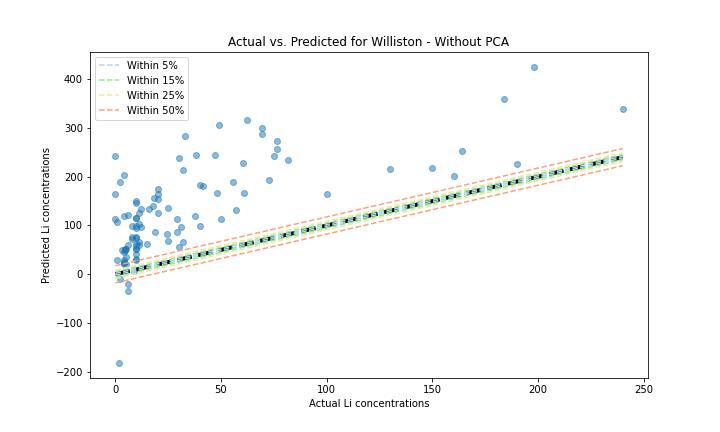 Actual vs. Predicted for Williston - Without PCA
Within 5%
Within 15%
Within 25%
Within 50%
400
300
200
100
0
−100
−200
Predicted Li concentrations
0
50
100
150
200
250
Actual Li concentrations